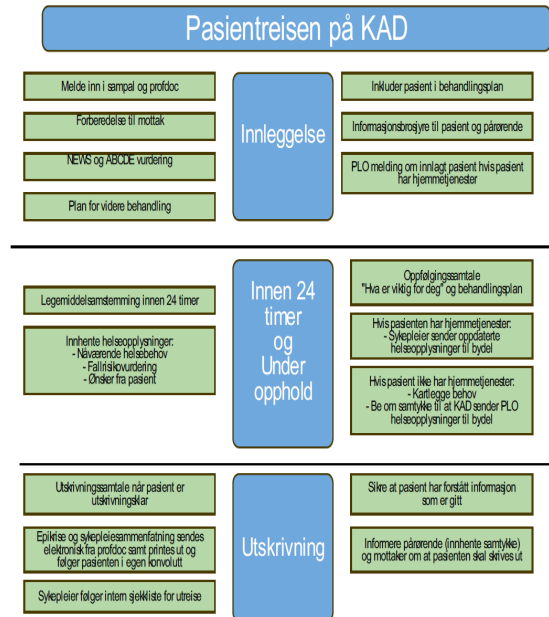 Pasientreisen på KAD
Melde inn i sampal og profdoc
Forberedelse til mottak
NEWS og ABCDE vurdering
Plan for videre behandling
Innleggelse
Inkluder pasient i behandlingsplan
Informasjonsbrosjyre til pasient og pårørende
PLO melding om innlagt pasient hvis pasient
har hjemmetjenester
Legemiddelsamstemming innen 24 timer
Innhente helseopplysninger:
- Nåværende helsebehov
- Fallrisikovurdering
- Ønsker fra pasient
Innen 24
timer
og
Under
opphold
Oppfølgingssamtale
"Hva er viktig for deg" og behandlingsplan
Hvis pasienten har hjemmetjenester:
- Sykepleier sender oppdaterte
helseopplysninger til bydel
Hvis pasient ikke har hjemmetjenester:
- Kartlegge behov
- Be om samtykke til at KAD sender PLO
helseopplysninger til bydel
Utskrivningssamtale når pasient er
utskrivningsklar
Epikrise og sykepleiesammenfatning sendes
elektronisk fra profdoc samt printes ut og
følger pasienten i egen konvolutt
Sykepleier følger intern sjekkliste for utreise
Utskrivning
Sikre at pasient har forstått informasjon
som er gitt
Informere pårørende (innhente samtykke)
og mottaker om at pasienten skal skrives ut